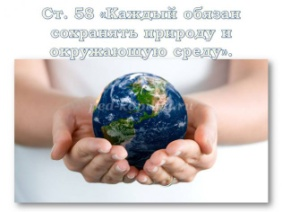 Ст. 58 «Каждый обязан
сохранять природу и
окружающую среду».